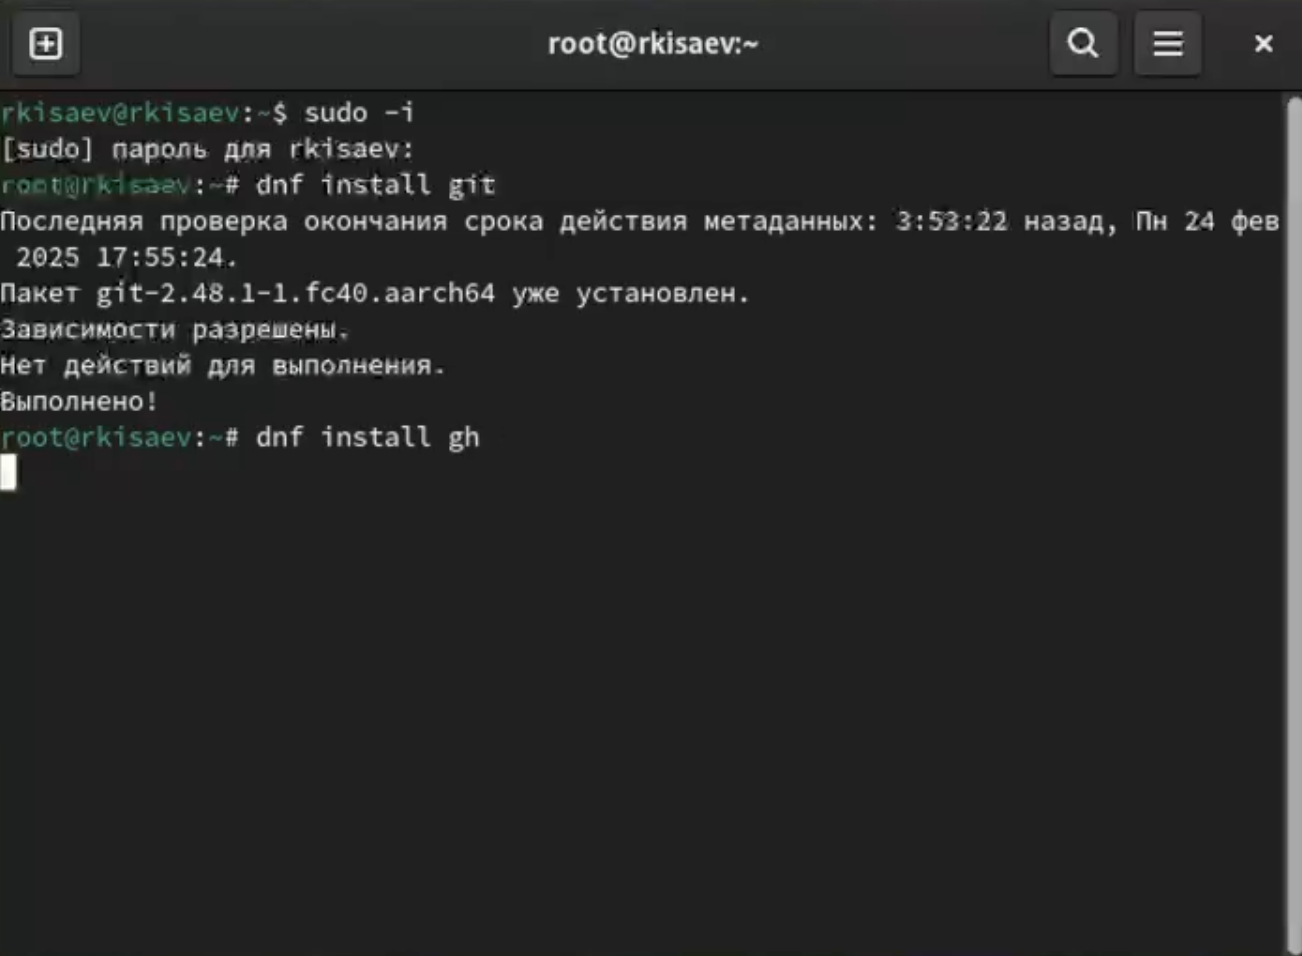 root@rkisaev:~
rkisaev@rkisaev:~$ sudo -i
[sudo] пароль для rkisaev:
root@rkisaev:~# dnf install git
Последняя проверка окончания срока действия метаданных: 3:53:22 назад, Пн 24 фев
2025 17:55:24.
Пакет git-2.48.1-1.fc40.aarch64 уже установлен.
Зависимости разрешены.
Нет действий для выполнения.
Выполнено!
root@rkisaev:~# dnf install gh